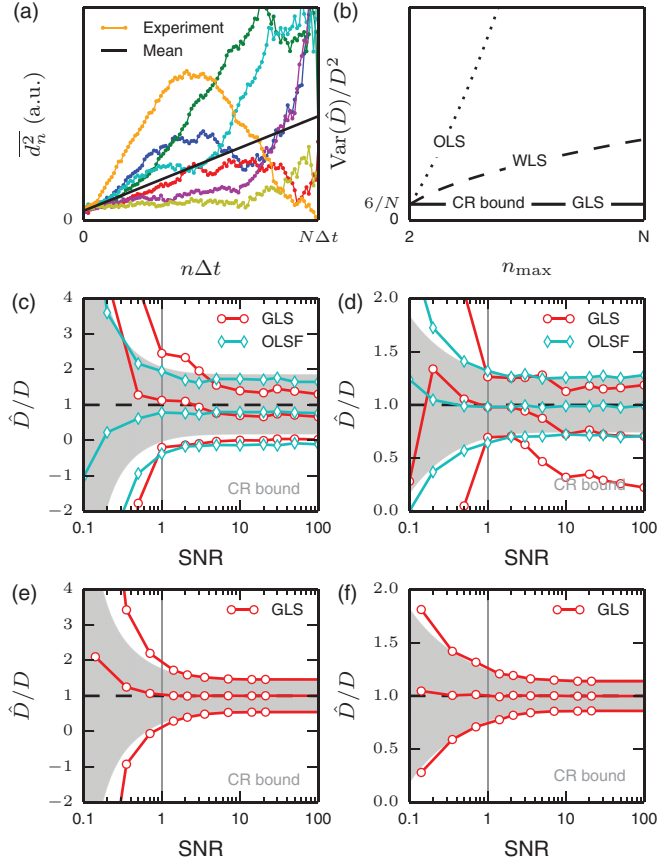 (a)
Experiment
Mean
$\overline{d_n^2}$ (a.u.)
0
0
NΔt
nΔt
(b)
Var(D̂)/D²
OLS
WLS
CR bound
GLS
6/N
0
2
N
n_max
(c)
GLS
OLSF
D̂/D
4
3
2
1
0
−1
−2
CR bound
0.1
1
10
100
SNR
(d)
GLS
OLSF
D̂/D
2.0
1.5
1.0
0.5
0.0
CR bound
0.1
1
10
100
SNR
(e)
GLS
D̂/D
4
3
2
1
0
−1
−2
CR bound
0.1
1
10
100
SNR
(f)
GLS
D̂/D
2.0
1.5
1.0
0.5
0.0
CR bound
0.1
1
10
100
SNR